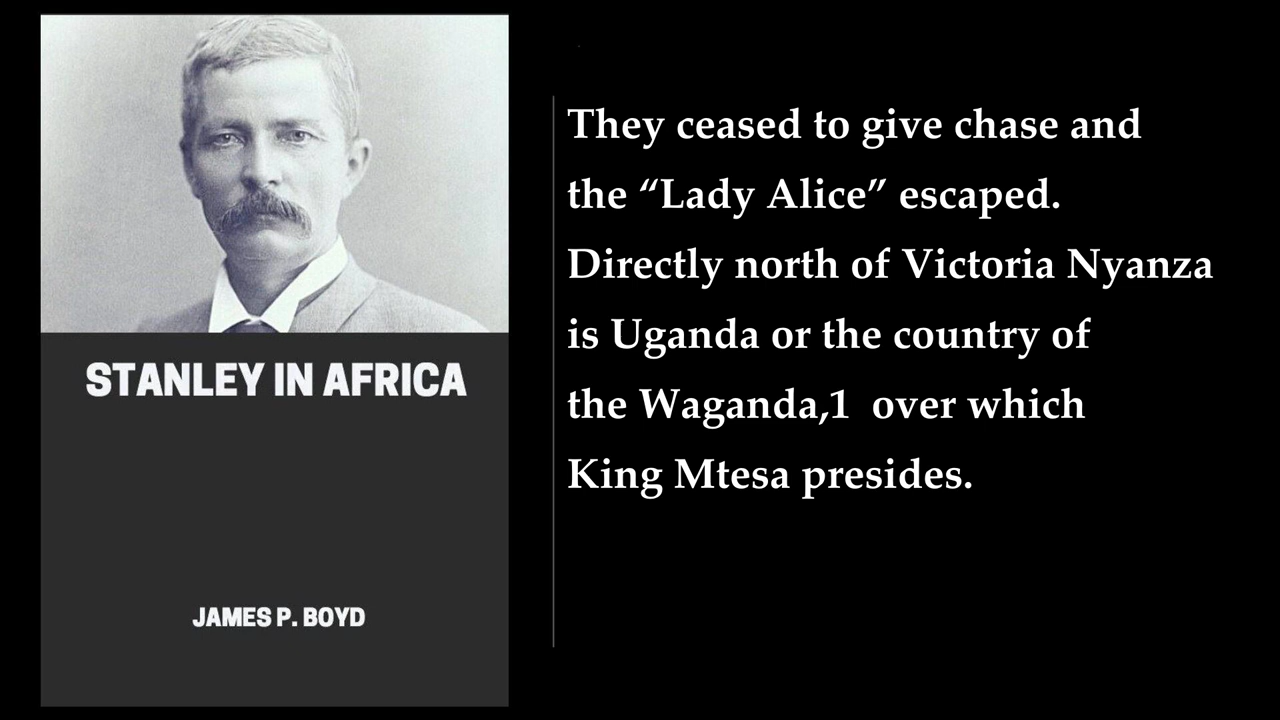 STANLEY IN AFRICA
JAMES P. BOYD
They ceased to give chase and
the “Lady Alice” escaped.
Directly north of Victoria Nyanza
is Uganda or the country of
the Waganda,1  over which
King Mtesa presides.